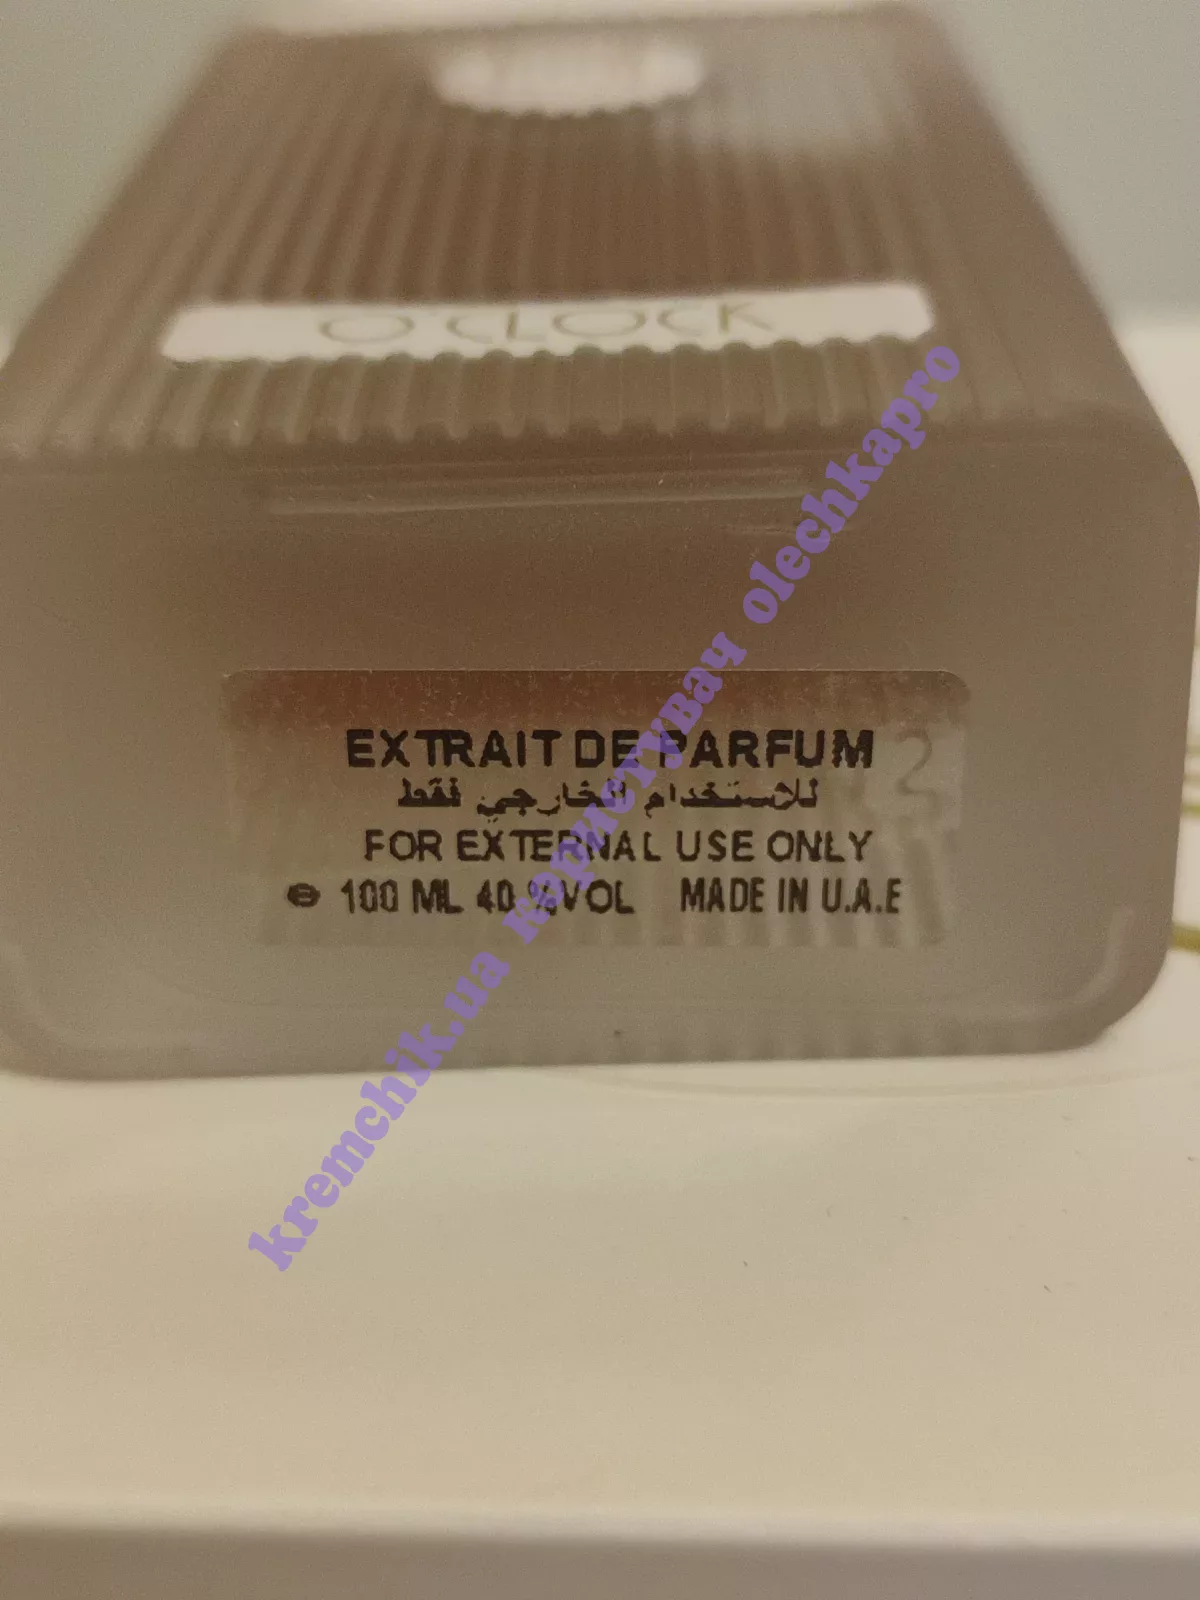 O'CLOCK
EXTRAIT DE PARFUM
للاستخدام الخارجي فقط
FOR EXTERNAL USE ONLY
℮ 100 ML 40 %VOL MADE IN U.A.E
2
kremchik.ua користувач olechkapro